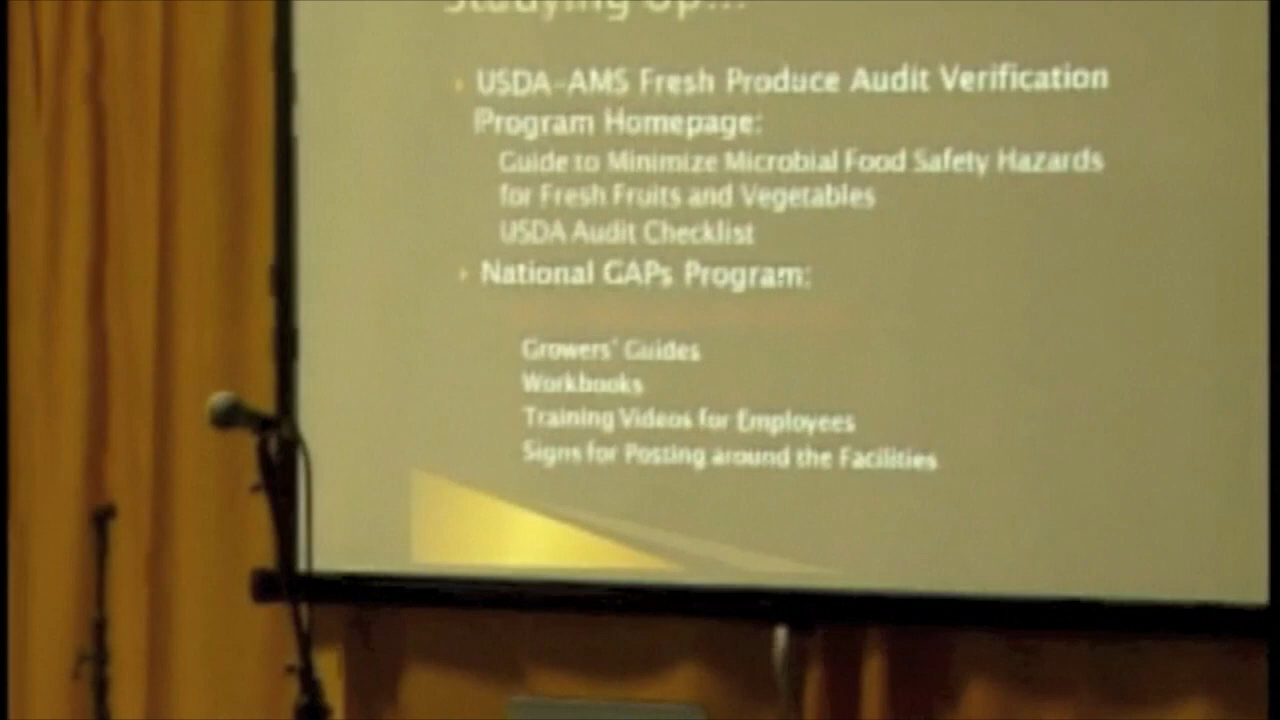 Studying Up...
USDA-AMS Fresh Produce Audit Verification
Program Homepage:
Guide to Minimize Microbial Food Safety Hazards
for Fresh Fruits and Vegetables
USDA Audit Checklist
National GAPs Program:
Growers' Guides
Workbooks
Training Videos for Employees
Signs for Posting around the Facilities